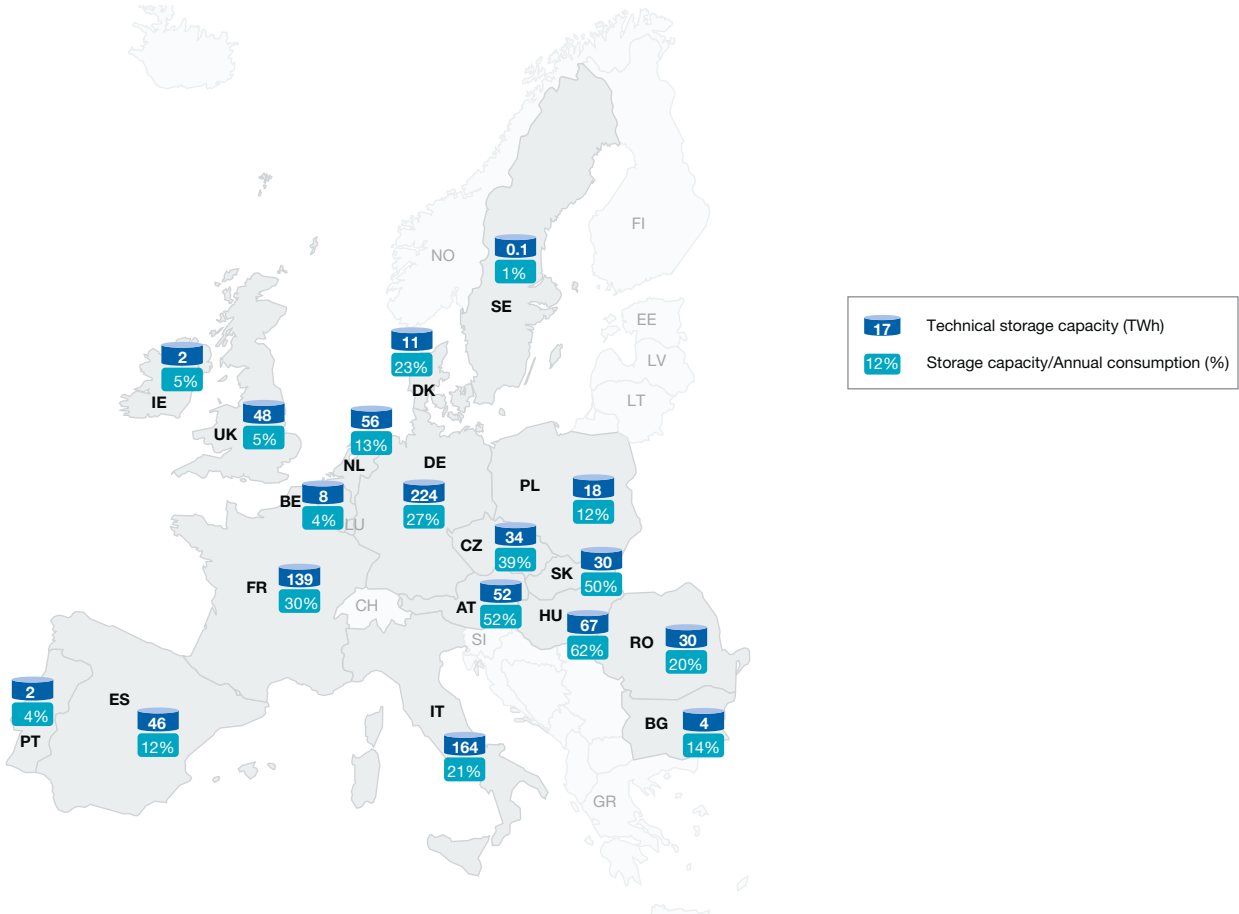 FI
NO
0.1
1%
SE
17
Technical storage capacity (TWh)
12%
Storage capacity/Annual consumption (%)
EE
11
23%
DK
LV
2
5%
IE
LT
48
UK
5%
56
13%
NL
DE
PL
18
12%
BE
8
4%
224
27%
LU
34
CZ
39%
30
SK
50%
139
FR
30%
52
AT
52%
CH
HU
67
62%
SI
RO
30
20%
2
4%
PT
ES
46
12%
IT
164
21%
BG
4
14%
GR